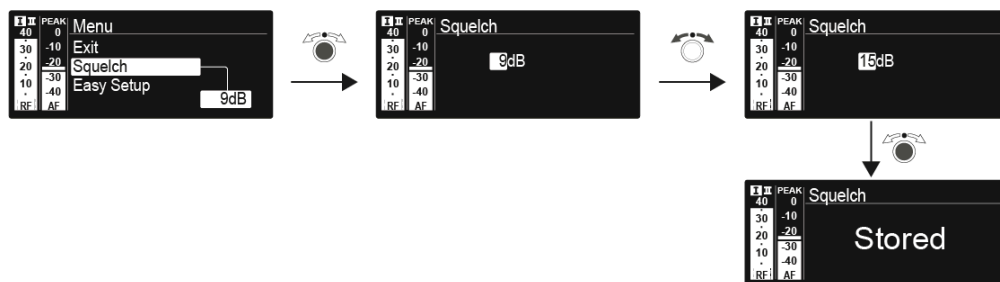 I II PEAK Menu
40 0
30 -10 Exit
20 -20 Squelch
10 -30 Easy Setup
-40 9dB
RF AF
I II PEAK Squelch
40 0
30 -10
20 -20 9dB
10 -30
-40
RF AF
I II PEAK Squelch
40 0
30 -10
20 -20 15dB
10 -30
-40
RF AF
I II PEAK Squelch
40 0
30 -10
20 -20 Stored
10 -30
-40
RF AF